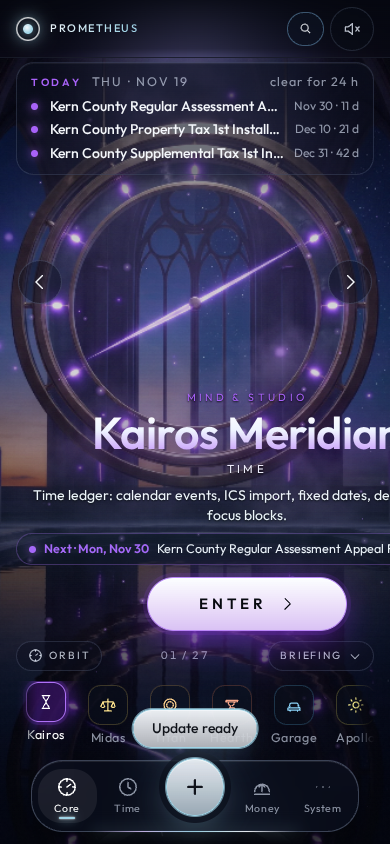 PROMETHEUS
TODAY THU · NOV 19 clear for 24 h
Kern County Regular Assessment A... Nov 30 · 11 d
Kern County Property Tax 1st Install... Dec 10 · 21 d
Kern County Supplemental Tax 1st In... Dec 31 · 42 d
MIND & STUDIO
Kairos Meridian
TIME
Time ledger: calendar events, ICS import, fixed dates, de
focus blocks.
Next · Mon, Nov 30 Kern County Regular Assessment Appeal F
ENTER
ORBIT 01 / 27 BRIEFING
Kairos Midas Garage Apollo
Update ready
Core Time + Money System